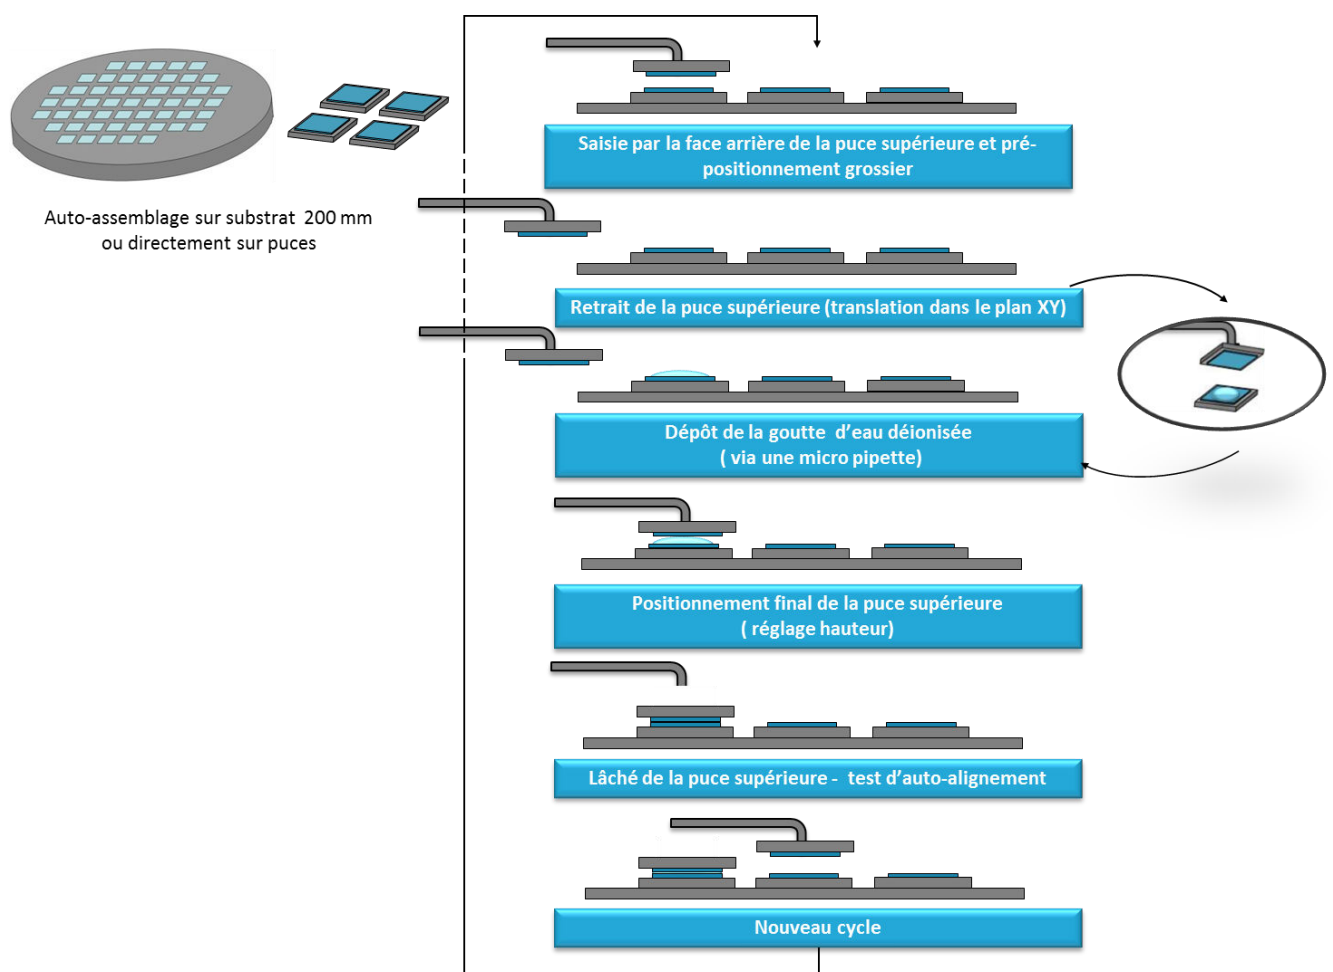 Saisie par la face arrière de la puce supérieure et pré-
positionnement grossier
Auto-assemblage sur substrat 200 mm
ou directement sur puces
Retrait de la puce supérieure (translation dans le plan XY)
Dépôt de la goutte d’eau déionisée
( via une micro pipette)
Positionnement final de la puce supérieure
( réglage hauteur)
Lâché de la puce supérieure - test d’auto-alignement
Nouveau cycle